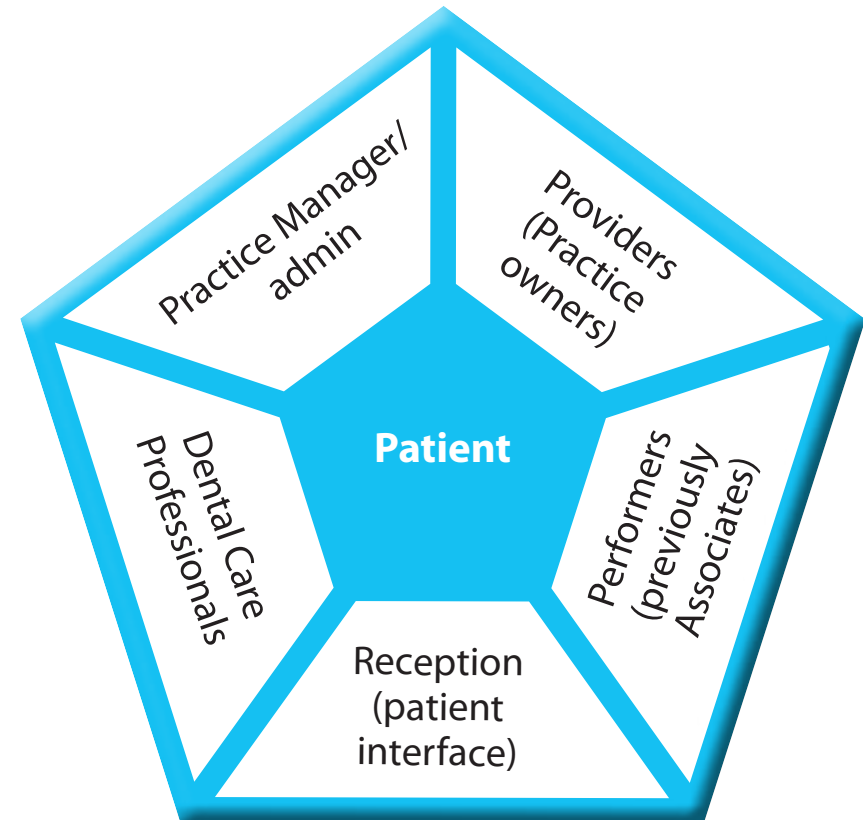 Practice Manager/
admin
Providers
(Practice
owners)
Patient
Dental Care
Professionals
Performers
(previously
Associates)
Reception
(patient
interface)